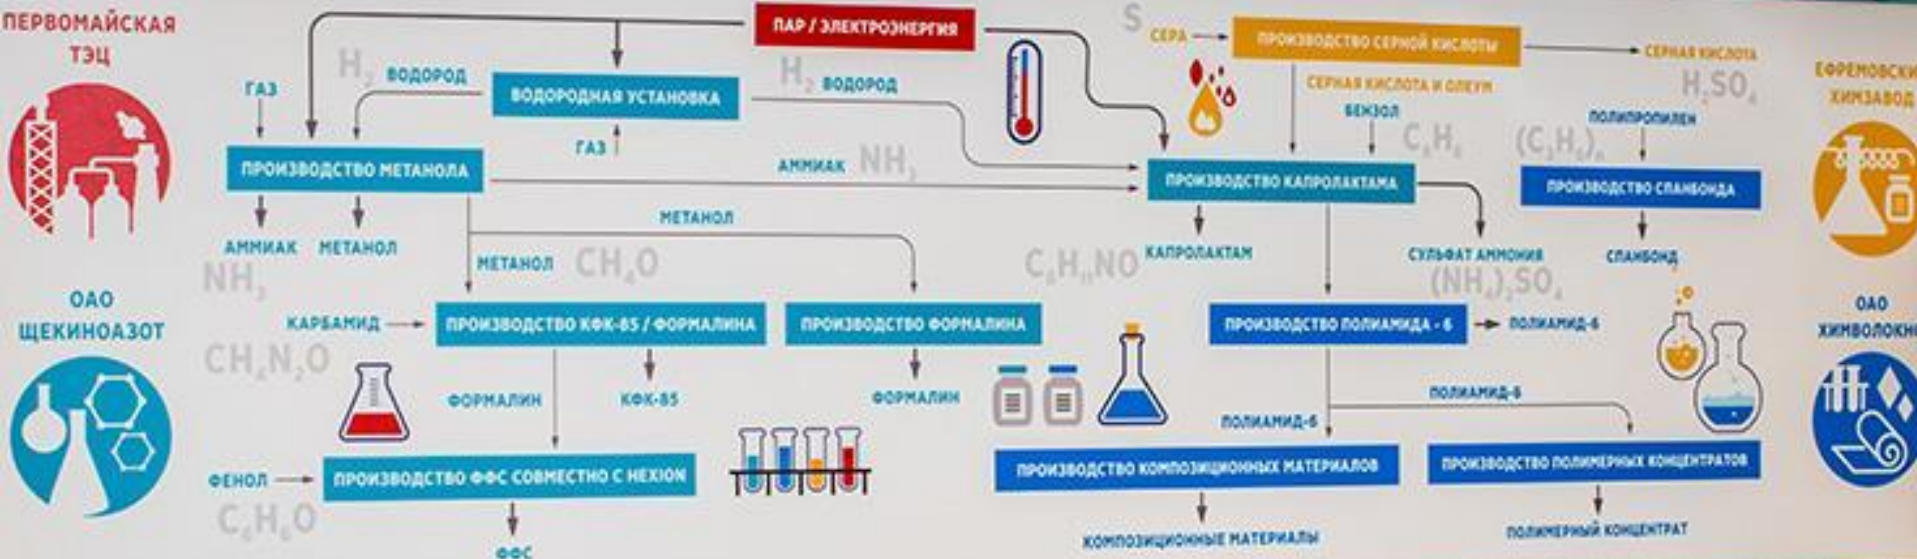 ПЕРВОМАЙСКАЯ
ТЭЦ
ПАР / ЭЛЕКТРОЭНЕРГИЯ
S
СЕРА
ПРОИЗВОДСТВО СЕРНОЙ КИСЛОТЫ
СЕРНАЯ КИСЛОТА
H₂SO₄
ЕФРЕМОВСКИ
ХИМЗАВОД
ГАЗ
H₂
ВОДОРОД
ВОДОРОДНАЯ УСТАНОВКА
H₂
ВОДОРОД
СЕРНАЯ КИСЛОТА И ОЛЕУМ
БЕНЗОЛ
C₆H₆
ПОЛИПРОПИЛЕН
(C₃H₆)ₙ
ГАЗ
ПРОИЗВОДСТВО МЕТАНОЛА
АММИАК
NH₃
ПРОИЗВОДСТВО КАПРОЛАКТАМА
ПРОИЗВОДСТВО СПАНБОНДА
АММИАК
МЕТАНОЛ
NH₃
МЕТАНОЛ
МЕТАНОЛ
CH₄O
C₆H₁₁NO
КАПРОЛАКТАМ
СУЛЬФАТ АММОНИЯ
(NH₄)₂SO₄
СПАНБОНД
ОАО
ЩЕКИНОАЗОТ
КАРБАМИД
CH₄N₂O
ПРОИЗВОДСТВО КФК-85 / ФОРМАЛИНА
ПРОИЗВОДСТВО ФОРМАЛИНА
ПРОИЗВОДСТВО ПОЛИАМИДА - 6
ПОЛИАМИД-6
ОАО
ХИМВОЛОКНО
ФОРМАЛИН
КФК-85
ФОРМАЛИН
ПОЛИАМИД-6
ПОЛИАМИД-6
ФЕНОЛ
C₆H₆O
ПРОИЗВОДСТВО ФФС СОВМЕСТНО С HEXION
ПРОИЗВОДСТВО КОМПОЗИЦИОННЫХ МАТЕРИАЛОВ
ПРОИЗВОДСТВО ПОЛИМЕРНЫХ КОНЦЕНТРАТОВ
ФФС
КОМПОЗИЦИОННЫЕ МАТЕРИАЛЫ
ПОЛИМЕРНЫЙ КОНЦЕНТРАТ